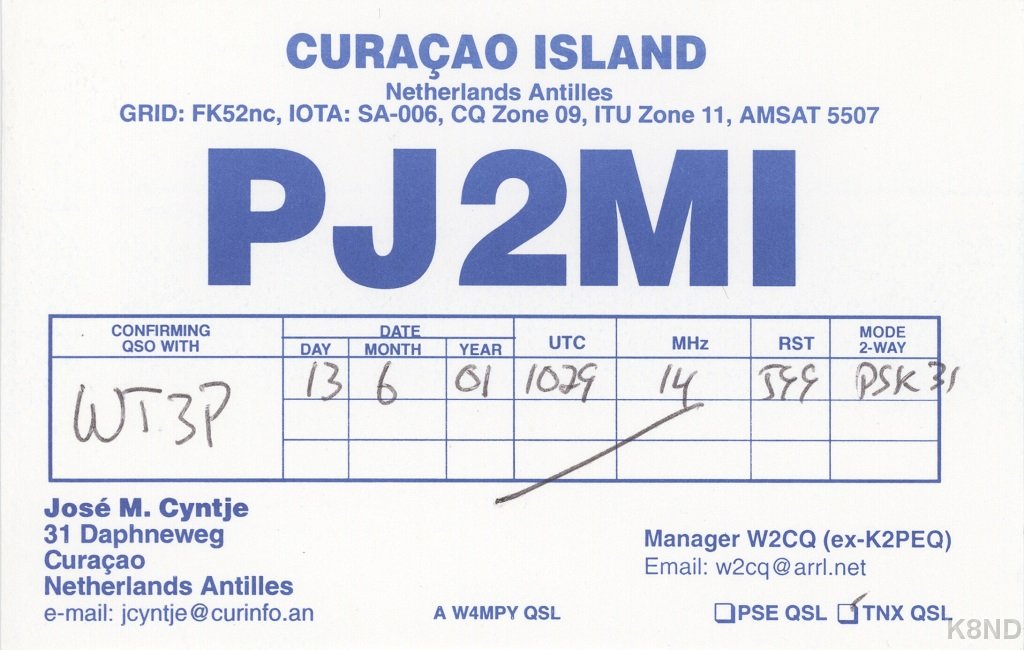 CURAÇAO ISLAND
Netherlands Antilles
GRID: FK52nc, IOTA: SA-006, CQ Zone 09, ITU Zone 11, AMSAT 5507
PJ2MI
CONFIRMING QSO WITH DATE DAY MONTH YEAR UTC MHz RST MODE 2-WAY
WT3P 13 6 01 1029 14 599 PSK 31
José M. Cyntje
31 Daphneweg
Curaçao
Netherlands Antilles
e-mail: jcyntje@curinfo.an
Manager W2CQ (ex-K2PEQ)
Email: w2cq@arrl.net
A W4MPY QSL
PSE QSL TNX QSL
K8ND